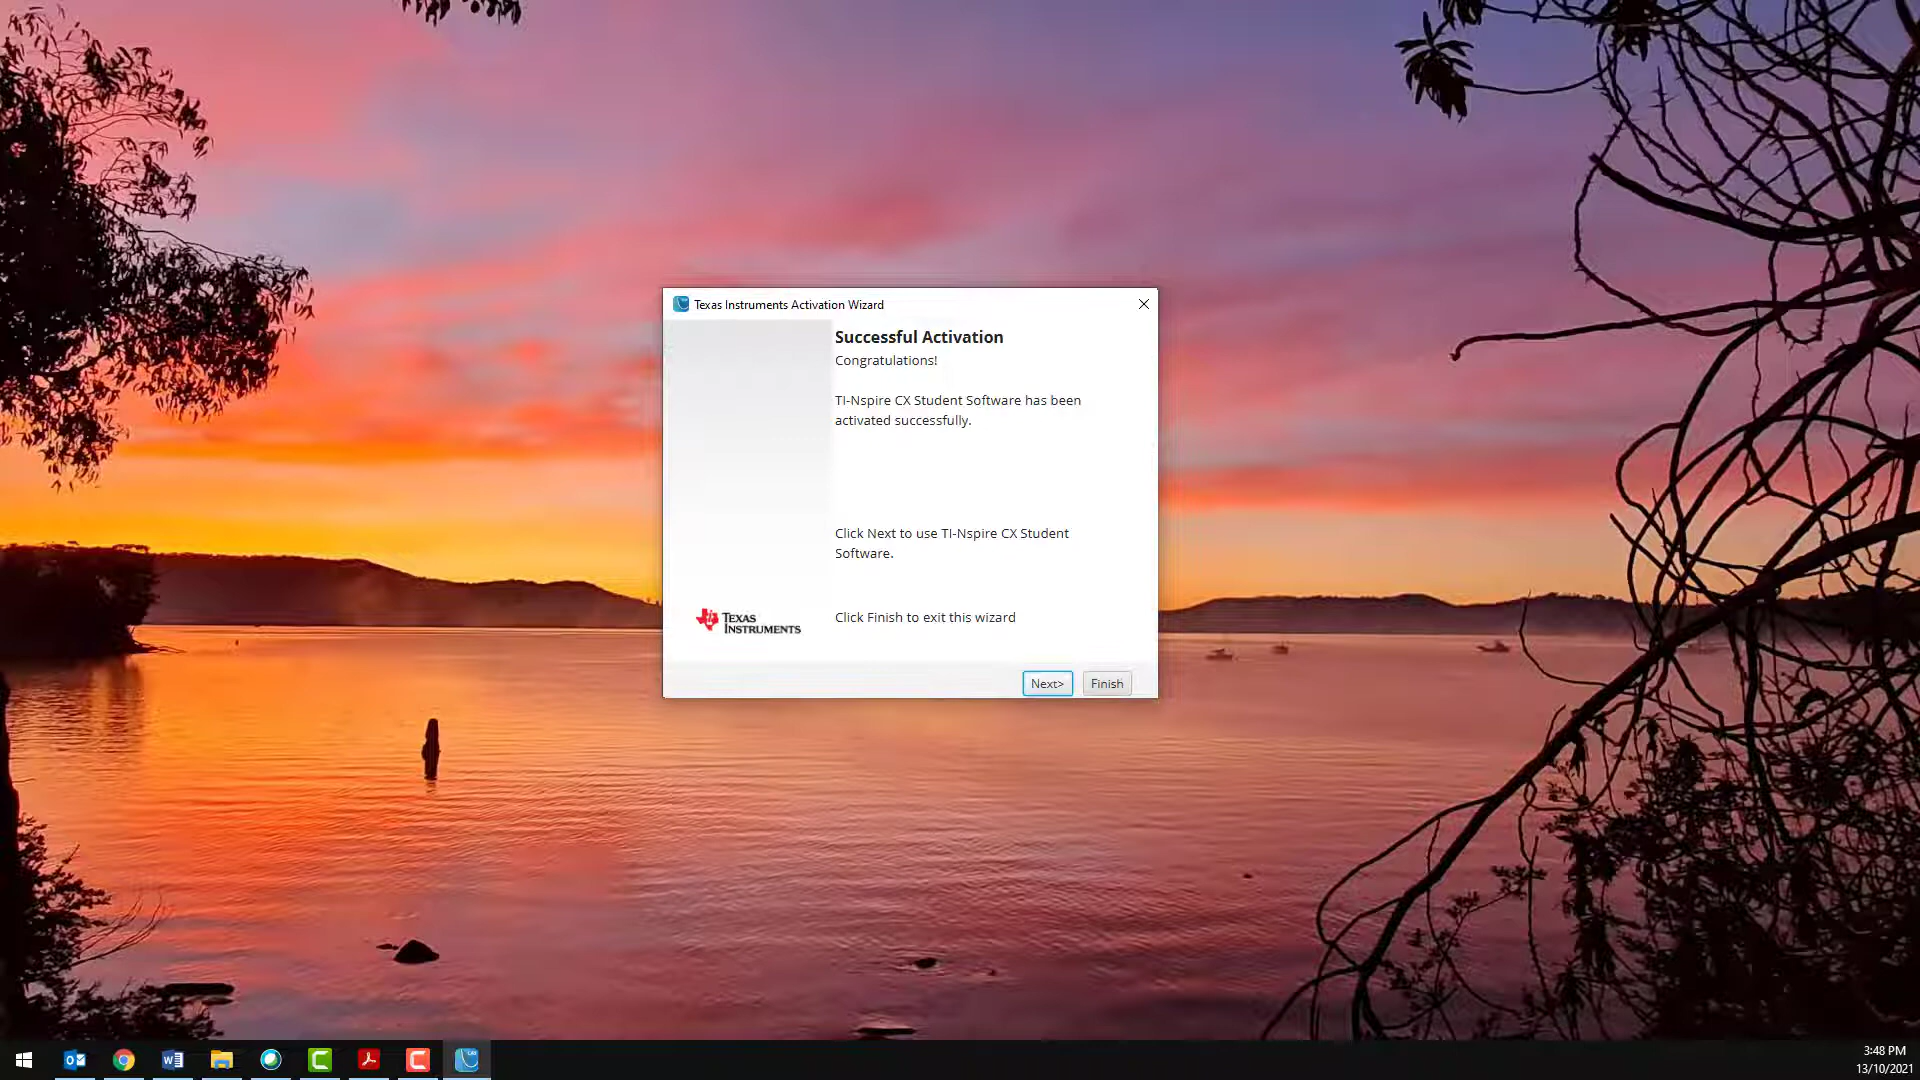 Texas Instruments Activation Wizard
Successful Activation
Congratulations!
TI-Nspire CX Student Software has been
activated successfully.
Click Next to use TI-Nspire CX Student
Software.
TEXAS
INSTRUMENTS
Click Finish to exit this wizard
Next>
Finish
3:48 PM
13/10/2021